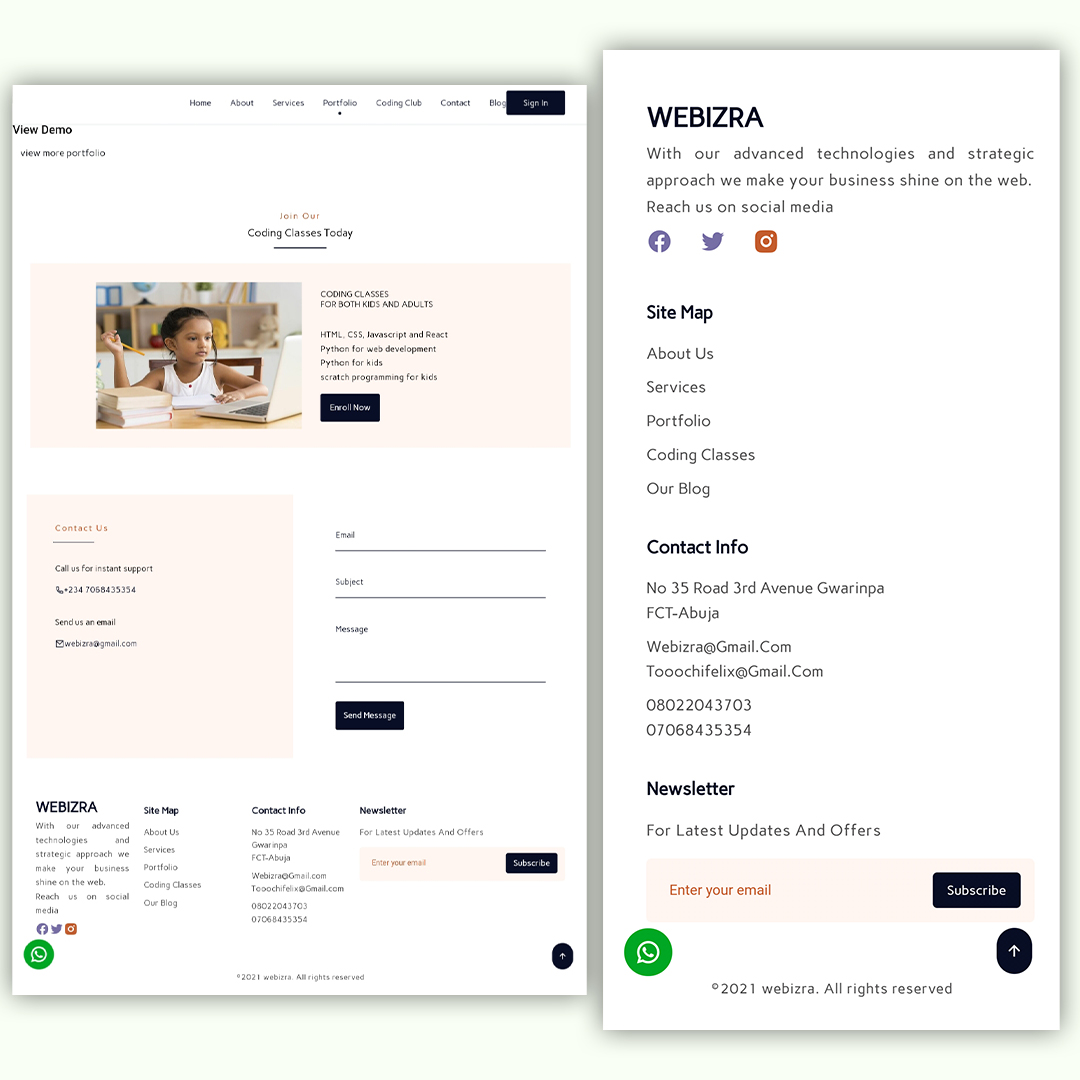 Home About Services Portfolio Coding Club Contact Blog Sign In
View Demo
view more portfolio
Join Our
Coding Classes Today
CODING CLASSES
FOR BOTH KIDS AND ADULTS
HTML, CSS, Javascript and React
Python for web development
Python for kids
scratch programming for kids
Enroll Now
Contact Us
Call us for instant support
+234 7068435354
Send us an email
webizra@gmail.com
Email
Subject
Message
Send Message
WEBIZRA
With our advanced
technologies and
strategic approach we
make your business
shine on the web.
Reach us on social
media
Site Map
About Us
Services
Portfolio
Coding Classes
Our Blog
Contact Info
No 35 Road 3rd Avenue
Gwarinpa
FCT-Abuja
Webizra@Gmail.com
Tooochifelix@Gmail.com
08022043703
07068435354
Newsletter
For Latest Updates And Offers
Enter your email Subscribe
©2021 webizra. All rights reserved
WEBIZRA
With our advanced technologies and strategic
approach we make your business shine on the web.
Reach us on social media
Site Map
About Us
Services
Portfolio
Coding Classes
Our Blog
Contact Info
No 35 Road 3rd Avenue Gwarinpa
FCT-Abuja
Webizra@Gmail.Com
Tooochifelix@Gmail.Com
08022043703
07068435354
Newsletter
For Latest Updates And Offers
Enter your email Subscribe
©2021 webizra. All rights reserved